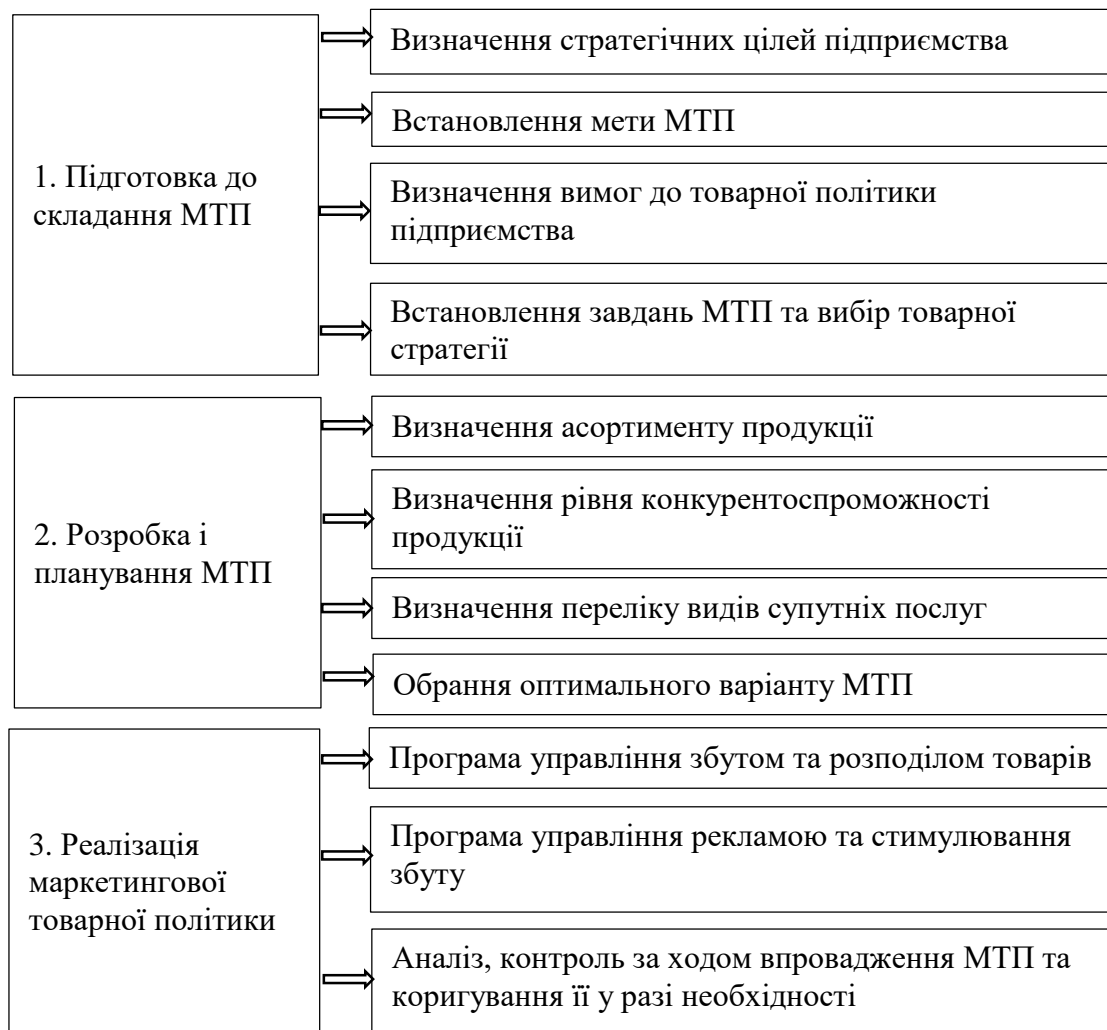 1. Підготовка до
складання МТП
Визначення стратегічних цілей підприємства
Встановлення мети МТП
Визначення вимог до товарної політики
підприємства
Встановлення завдань МТП та вибір товарної
стратегії
2. Розробка і
планування МТП
Визначення асортименту продукції
Визначення рівня конкурентоспроможності
продукції
Визначення переліку видів супутніх послуг
Обрання оптимального варіанту МТП
3. Реалізація
маркетингової
товарної політики
Програма управління збутом та розподілом товарів
Програма управління рекламою та стимулювання
збуту
Аналіз, контроль за ходом впровадження МТП та
коригування її у разі необхідності